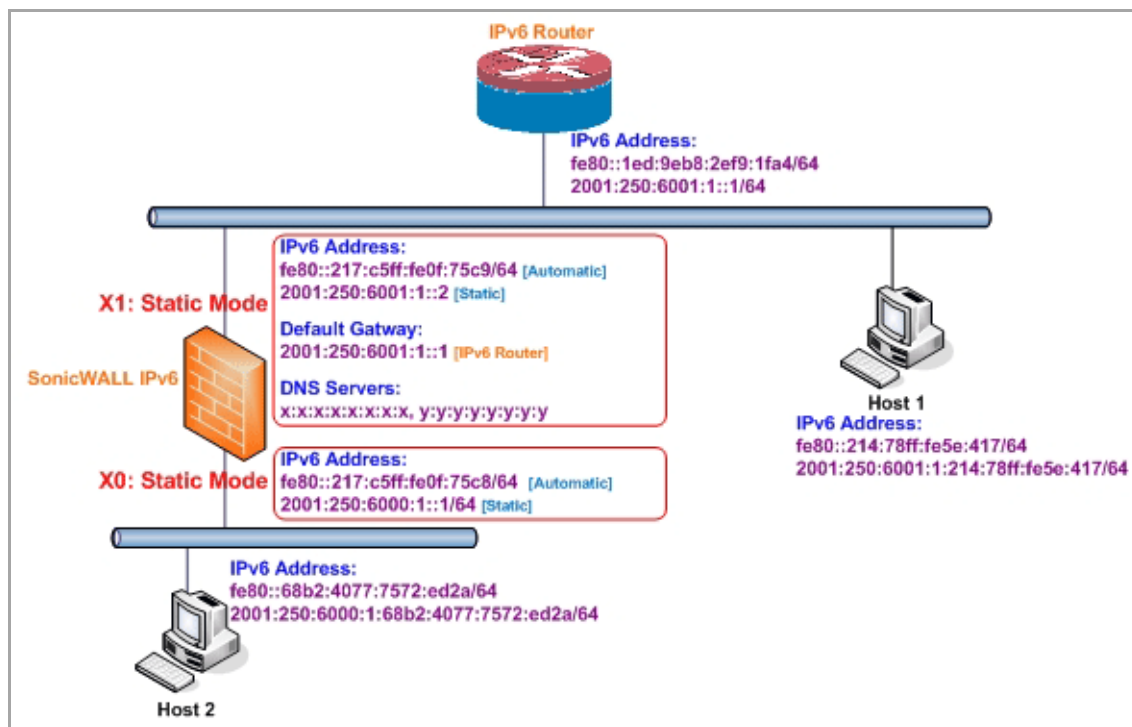 IPv6 Router
IPv6 Address:
fe80::1ed:9eb8:2ef9:1fa4/64
2001:250:6001:1::1/64
X1: Static Mode
IPv6 Address:
fe80::217:c5ff:fe0f:75c9/64 [Automatic]
2001:250:6001:1::2 [Static]
Default Gatway:
2001:250:6001:1::1 [IPv6 Router]
DNS Servers:
x:x:x:x:x:x:x:x, y:y:y:y:y:y:y:y
SonicWALL IPv6
Host 1
IPv6 Address:
fe80::214:78ff:fe5e:417/64
2001:250:6001:1:214:78ff:fe5e:417/64
X0: Static Mode
IPv6 Address:
fe80::217:c5ff:fe0f:75c8/64 [Automatic]
2001:250:6000:1::1/64 [Static]
IPv6 Address:
fe80::68b2:4077:7572:ed2a/64
2001:250:6000:1:68b2:4077:7572:ed2a/64
Host 2